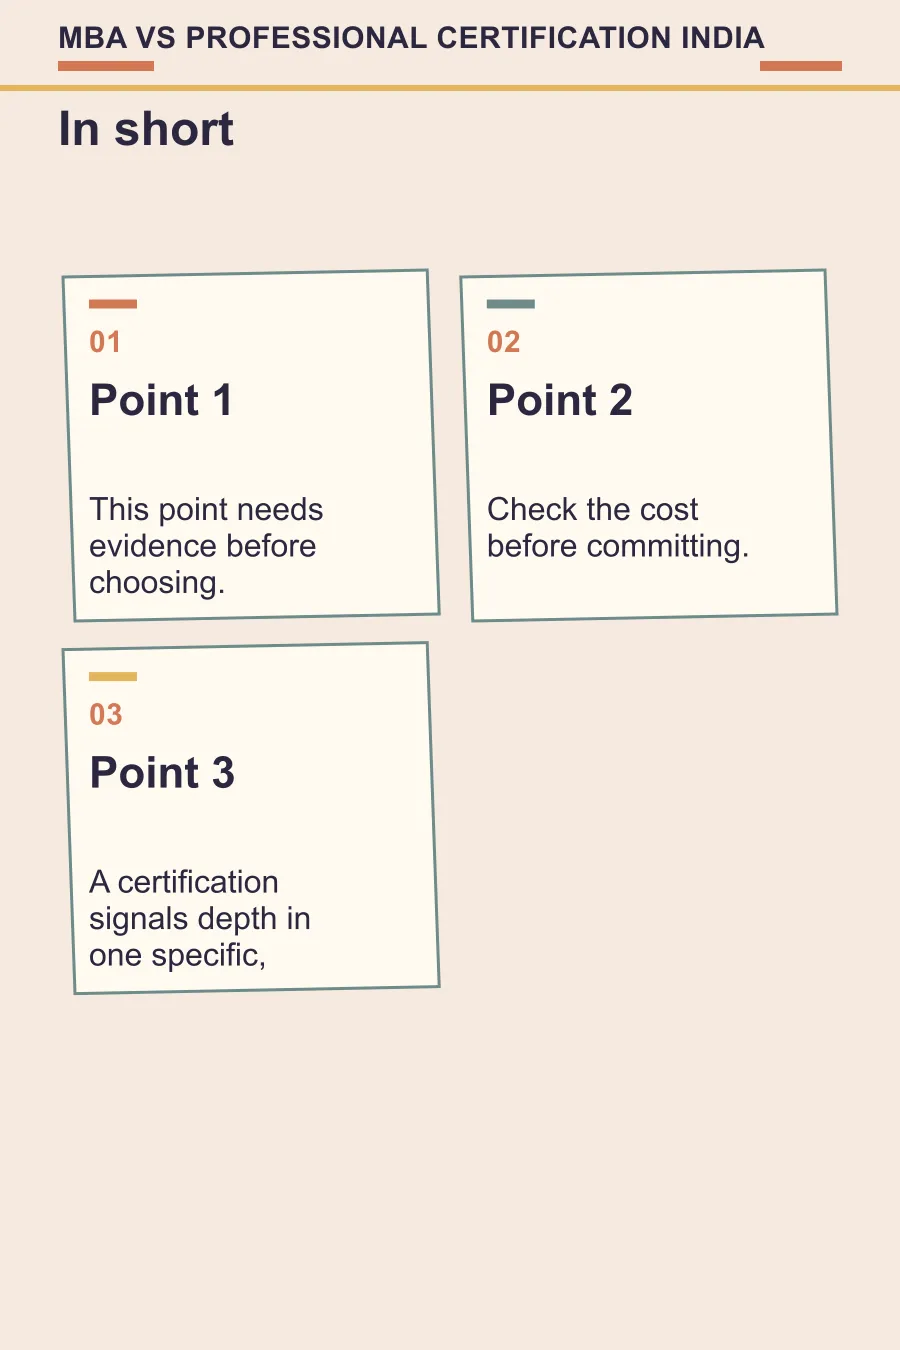 MBA VS PROFESSIONAL CERTIFICATION INDIA
In short
01
Point 1
This point needs
evidence before
choosing.
02
Point 2
Check the cost
before committing.
03
Point 3
A certification
signals depth in
one specific,